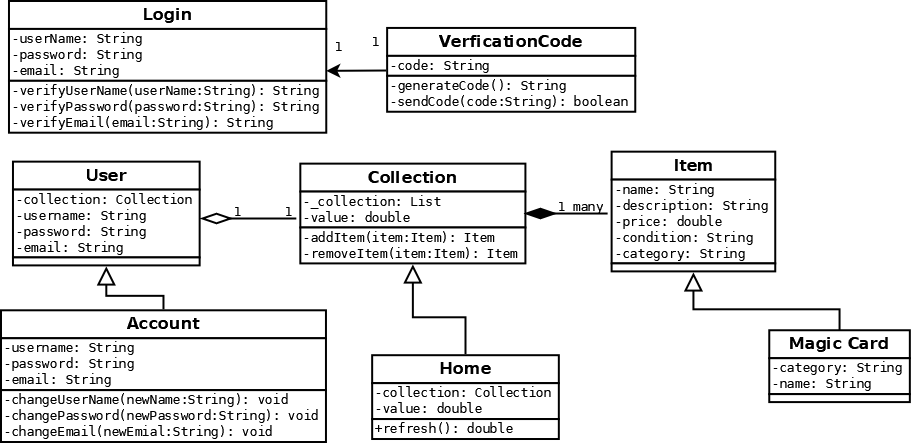 Login
-userName: String
-password: String
-email: String
-verifyUserName(userName:String): String
-verifyPassword(password:String): String
-verifyEmail(email:String): String
1
1
VerficationCode
-code: String
-generateCode(): String
-sendCode(code:String): boolean
User
-collection: Collection
-username: String
-password: String
-email: String
1
1
Collection
-_collection: List
-value: double
-addItem(item:Item): Item
-removeItem(item:Item): Item
1 many
Item
-name: String
-description: String
-price: double
-condition: String
-category: String
Account
-username: String
-password: String
-email: String
-changeUserName(newName:String): void
-changePassword(newPassword:String): void
-changeEmail(newEmial:String): void
Home
-collection: Collection
-value: double
+refresh(): double
Magic Card
-category: String
-name: String